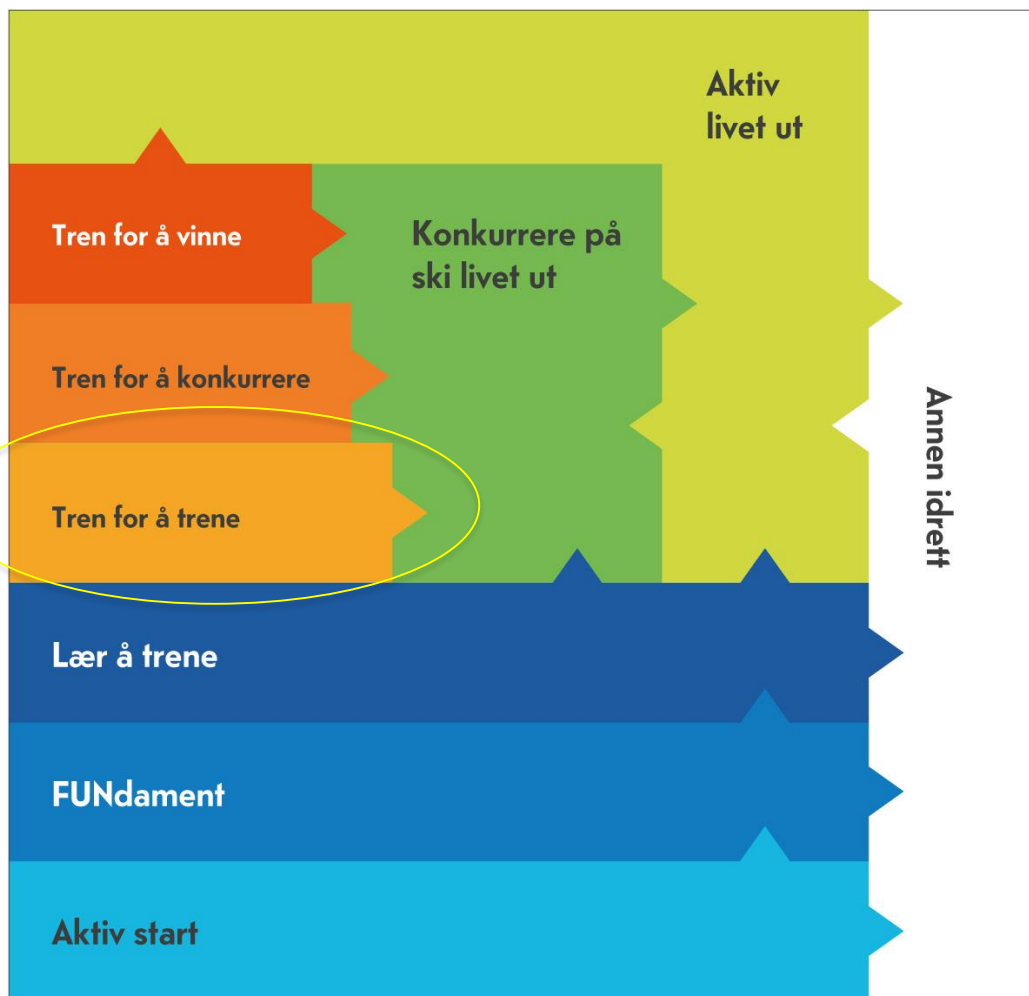 Aktiv
livet ut
Tren for å vinne
Konkurrere på
ski livet ut
Tren for å konkurrere
Annen idrett
Tren for å trene
Lær å trene
FUNdament
Aktiv start